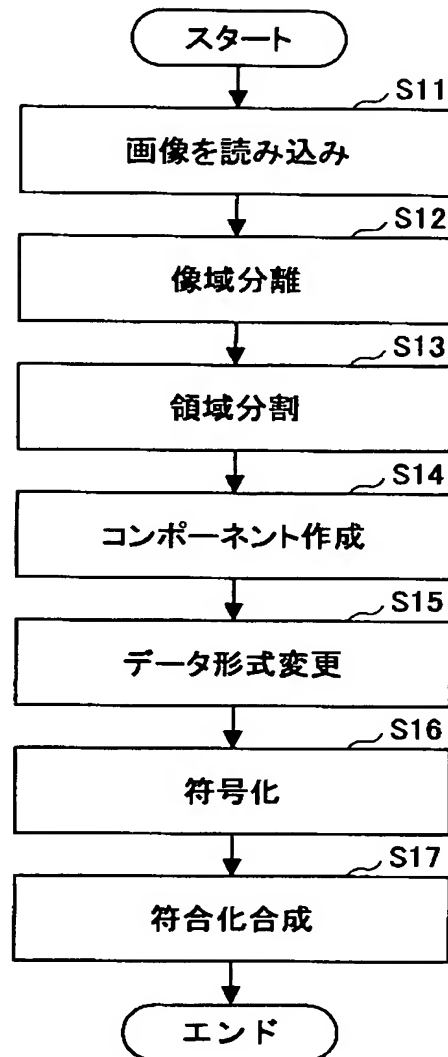 スタート
S11
画像を読み込み
S12
像域分離
S13
領域分割
S14
コンポーネント作成
S15
データ形式変更
S16
符号化
S17
符合化合成
エンド